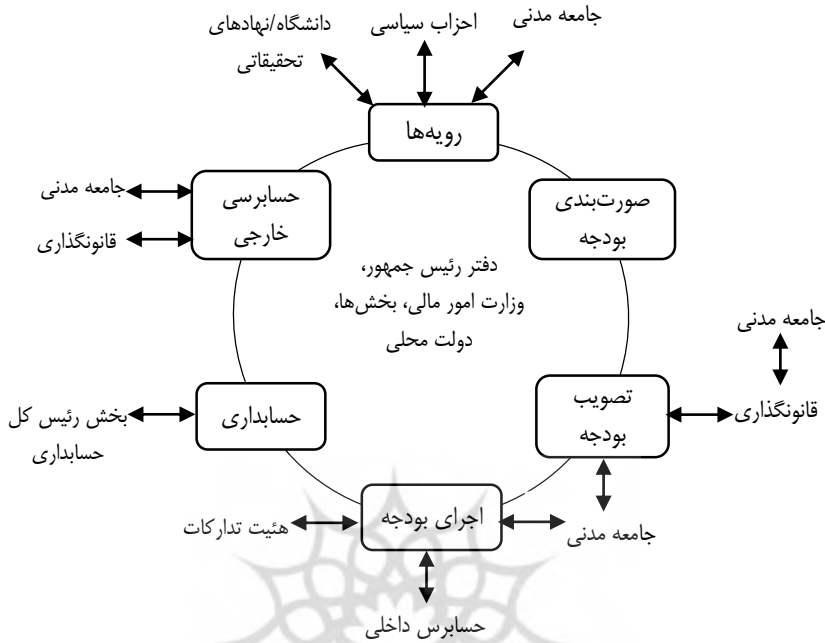 جامعه مدنی
احزاب سیاسی
دانشگاه/نهادهای
تحقیقاتی
رویه‌ها
صورت‌بندی
بودجه
حسابرسی
خارجی
جامعه مدنی
قانونگذاری
دفتر رئیس جمهور،
وزارت امور مالی، بخش‌ها،
دولت محلی
جامعه مدنی
قانونگذاری
تصویب
بودجه
حسابداری
بخش رئیس کل
حسابداری
اجرای بودجه
جامعه مدنی
هئیت تدارکات
حسابرس داخلی